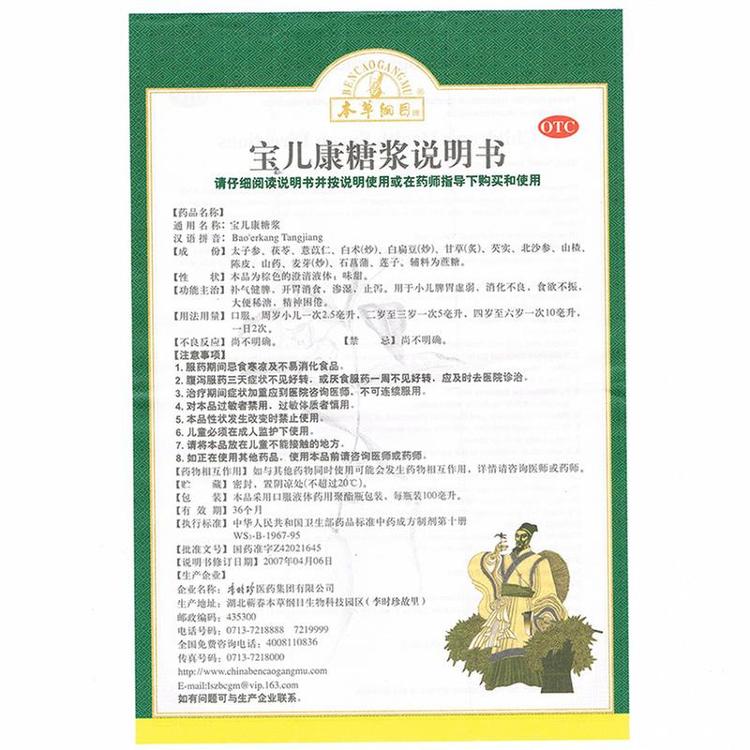 BENCAOGANGMU
本草纲目牌
OTC
宝儿康糖浆说明书
请仔细阅读说明书并按说明使用或在药师指导下购买和使用
【药品名称】
通用名称：宝儿康糖浆
汉语拼音：Bao'erkang Tangjiang
【成 份】太子参、茯苓、薏苡仁、白术(炒)、白扁豆(炒)、甘草(炙)、芡实、北沙参、山楂、
陈皮、山药、麦芽(炒)、石菖蒲、莲子。辅料为蔗糖。
【性 状】本品为棕色的澄清液体；味甜。
【功能主治】补气健脾，开胃消食，渗湿，止泻。用于小儿脾胃虚弱，消化不良，食欲不振，
大便稀溏，精神困倦。
【用法用量】口服。周岁小儿一次2.5毫升，二岁至三岁一次5毫升，四岁至六岁一次10毫升，
一日2次。
【不良反应】尚不明确。 【禁 忌】尚不明确。
【注意事项】
1. 服药期间忌食寒凉及不易消化食品。
2. 腹泻服药三天症状不见好转，或厌食服药一周不见好转，应及时去医院诊治。
3. 治疗期间症状加重应到医院咨询医师，不可连续服用。
4. 对本品过敏者禁用，过敏体质者慎用。
5. 本品性状发生改变时禁止使用。
6. 儿童必须在成人监护下使用。
7. 请将本品放在儿童不能接触的地方。
8. 如正在使用其他药品，使用本品前请咨询医师或药师。
【药物相互作用】如与其他药物同时使用可能会发生药物相互作用，详情请咨询医师或药师。
【贮 藏】密封，置阴凉处(不超过20℃)。
【包 装】本品采用口服液体药用聚酯瓶包装，每瓶装100毫升。
【有 效 期】36个月
【执行标准】中华人民共和国卫生部药品标准中药成方制剂第十册
WS₃-B-1967-95
【批准文号】国药准字Z42021645
【说明书修订日期】2007年04月06日
【生产企业】
企业名称：李时珍医药集团有限公司
生产地址：湖北蕲春本草纲目生物科技园区（李时珍故里）
邮政编码：435300
电话号码：0713-7218888 7219999
全国免费咨询电话：4008110836
传真号码：0713-7218000
http://www.chinabencaogangmu.com
E-mail:lszbcgm@vip.163.com
如有问题可与生产企业联系。